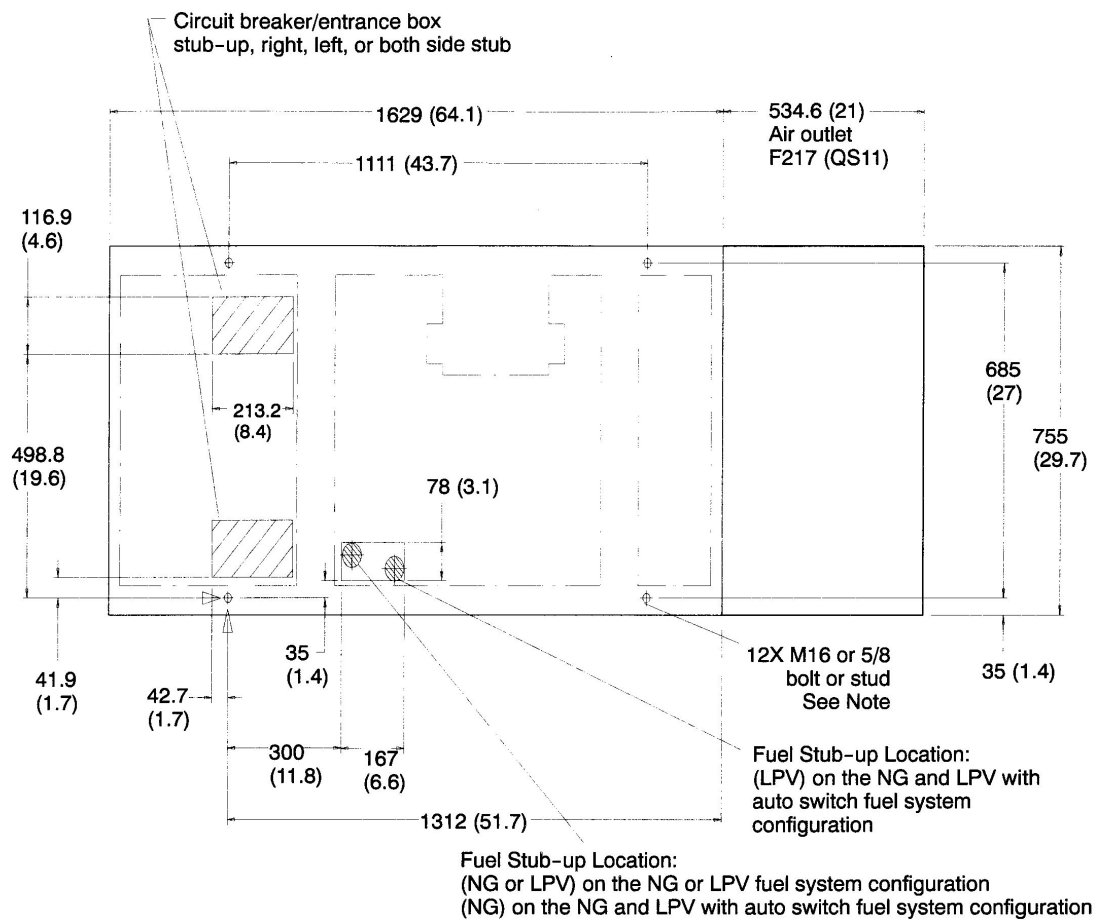 Circuit breaker/entrance box
stub-up, right, left, or both side stub
1629 (64.1)
534.6 (21)
Air outlet
F217 (QS11)
1111 (43.7)
116.9
(4.6)
685
(27)
755
(29.7)
213.2
(8.4)
498.8
(19.6)
78 (3.1)
41.9
(1.7)
42.7
(1.7)
35
(1.4)
12X M16 or 5/8
bolt or stud
See Note
35 (1.4)
300
(11.8)
167
(6.6)
Fuel Stub-up Location:
(LPV) on the NG and LPV with
auto switch fuel system
configuration
1312 (51.7)
Fuel Stub-up Location:
(NG or LPV) on the NG or LPV fuel system configuration
(NG) on the NG and LPV with auto switch fuel system configuration